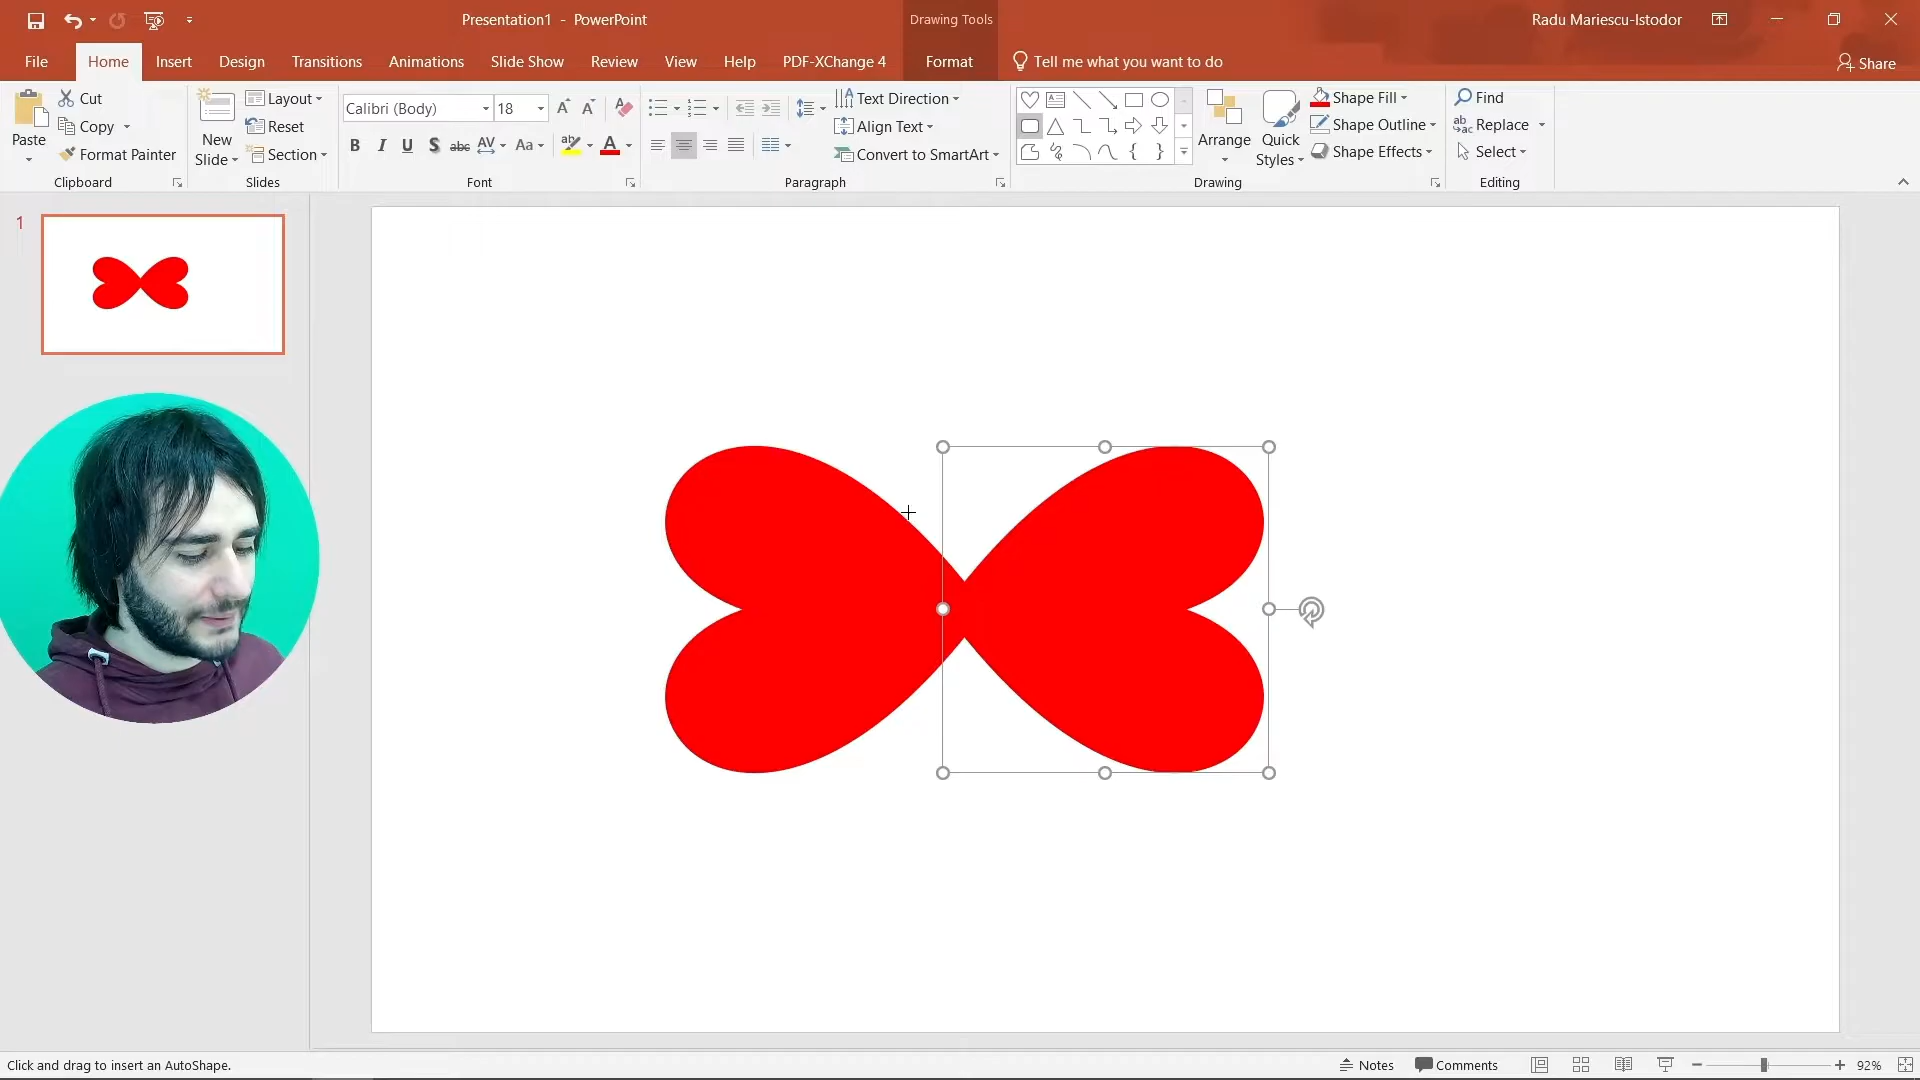 Presentation1 - PowerPoint
Drawing Tools
Radu Mariescu-Istodor
File Home Insert Design Transitions Animations Slide Show Review View Help PDF-XChange 4 Format Tell me what you want to do Share
Paste
Cut
Copy
Format Painter
Clipboard
New Slide
Layout
Reset
Section
Slides
Calibri (Body) 18
B I U S abc AV Aa ab A
Font
Text Direction
Align Text
Convert to SmartArt
Paragraph
Arrange
Quick Styles
Shape Fill
Shape Outline
Shape Effects
Drawing
Find
Replace
Select
Editing
1
Click and drag to insert an AutoShape.
Notes Comments 92%